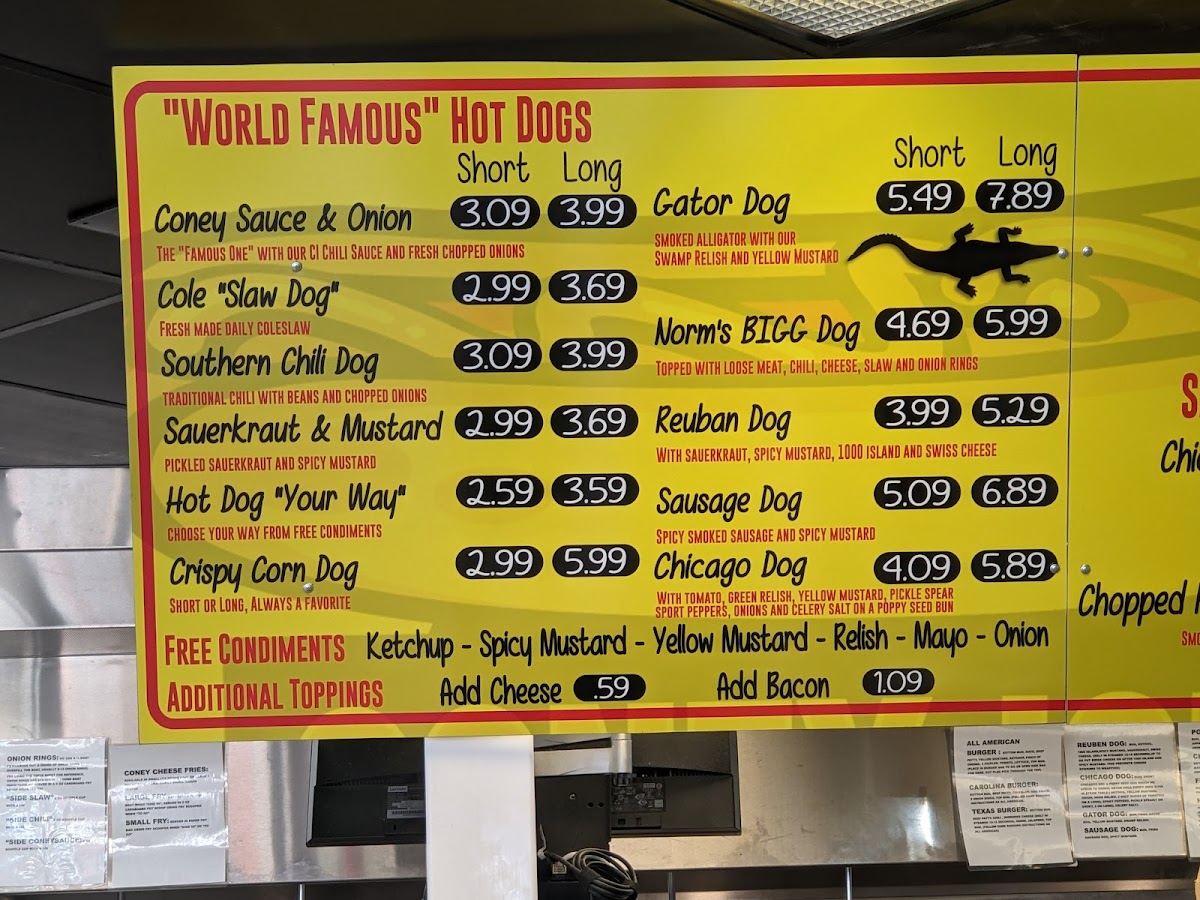 "World Famous" Hot Dogs
Short Long
Coney Sauce & Onion 3.09 3.99
The "Famous One" with our CI Chili Sauce and fresh chopped onions
Cole "Slaw Dog" 2.99 3.69
Fresh made daily coleslaw
Southern Chili Dog 3.09 3.99
traditional chili with beans and chopped onions
Sauerkraut & Mustard 2.99 3.69
pickled sauerkraut and spicy mustard
Hot Dog "Your Way" 2.59 3.59
choose your way from free condiments
Crispy Corn Dog 2.99 5.99
Short or Long, Always a favorite
Short Long
Gator Dog 5.49 7.89
smoked alligator with our
Swamp Relish and yellow Mustard
Norm's BIGG Dog 4.69 5.99
Topped with loose meat, chili, cheese, slaw and onion rings
Reuban Dog 3.99 5.29
With sauerkraut, spicy mustard, 1000 island and swiss cheese
Sausage Dog 5.09 6.89
Spicy smoked sausage and spicy mustard
Chicago Dog 4.09 5.89
With tomato, green relish, yellow mustard, pickle spear
sport peppers, onions and celery salt on a poppy seed bun
Free Condiments Ketchup - Spicy Mustard - Yellow Mustard - Relish - Mayo - Onion
Additional Toppings Add Cheese .59 Add Bacon 1.09
Chopped
ONION RINGS:
"SIDE SLAW"
"SIDE CHILI"
"SIDE CONEYSAUCE"
CONEY CHEESE FRIES:
SMALL FRY:
ALL AMERICAN
BURGER
CAROLINA BURGER:
TEXAS BURGER:
REUBEN DOG:
CHICAGO DOG:
GATOR DOG:
SAUSAGE DOG: